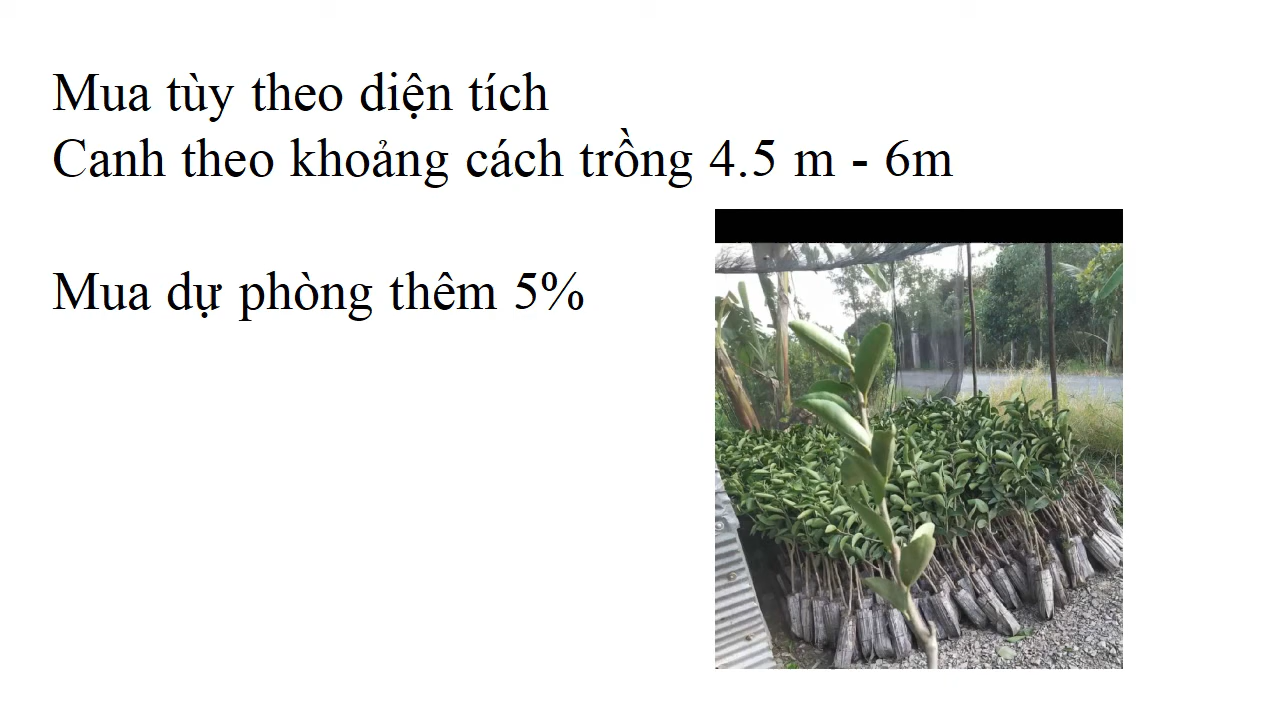 Mua tùy theo diện tích
Canh theo khoảng cách trồng 4.5 m - 6m
Mua dự phòng thêm 5%